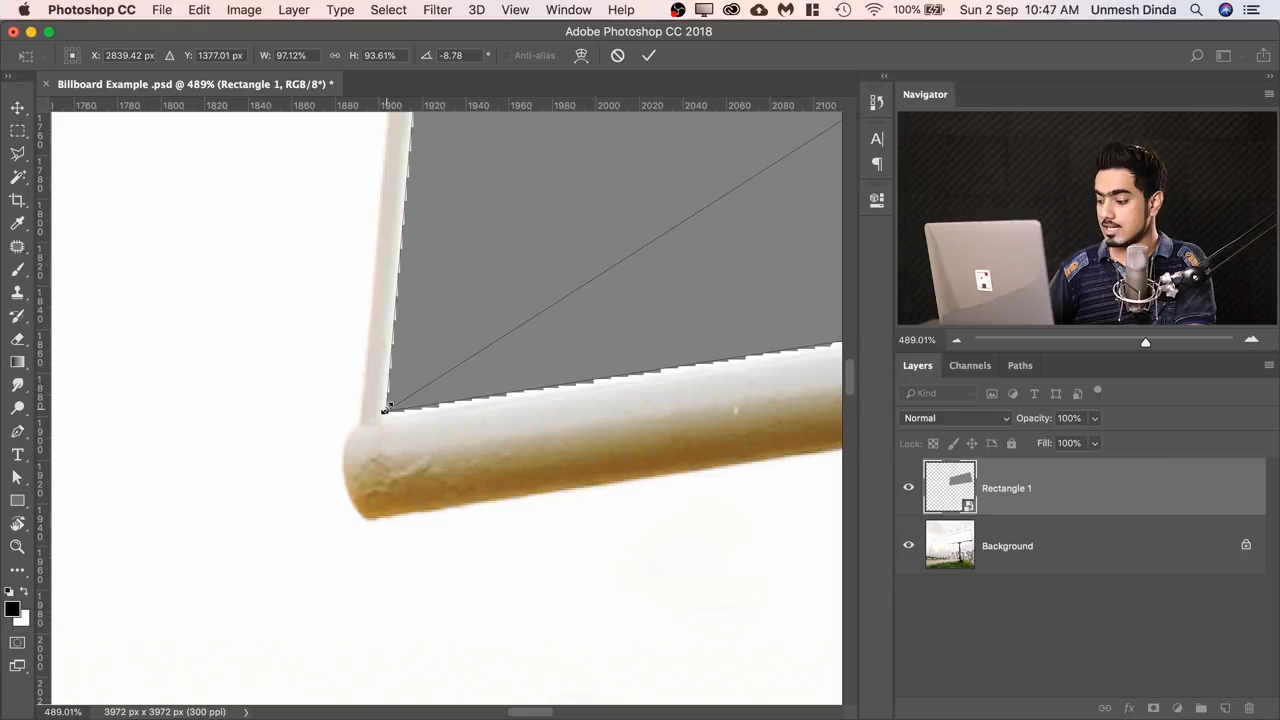 Photoshop CC File Edit Image Layer Type Select Filter 3D View Window Help 100% Sun 2 Sep 10:47 AM Unmesh Dinda
Adobe Photoshop CC 2018
X: 2839.42 px Y: 1377.01 px W: 97.12% H: 93.61% -8.78 ° Anti-alias
Billboard Example .psd @ 489% (Rectangle 1, RGB/8*) *
1760 1780 1800 1820 1840 1860 1880 1900 1920 1940 1960 1980 2000 2020 2040 2060 2080 2100
Navigator
489.01%
Layers Channels Paths
Kind
Normal Opacity: 100%
Lock: Fill: 100%
Rectangle 1
Background
489.01% 3972 px x 3972 px (300 ppi)